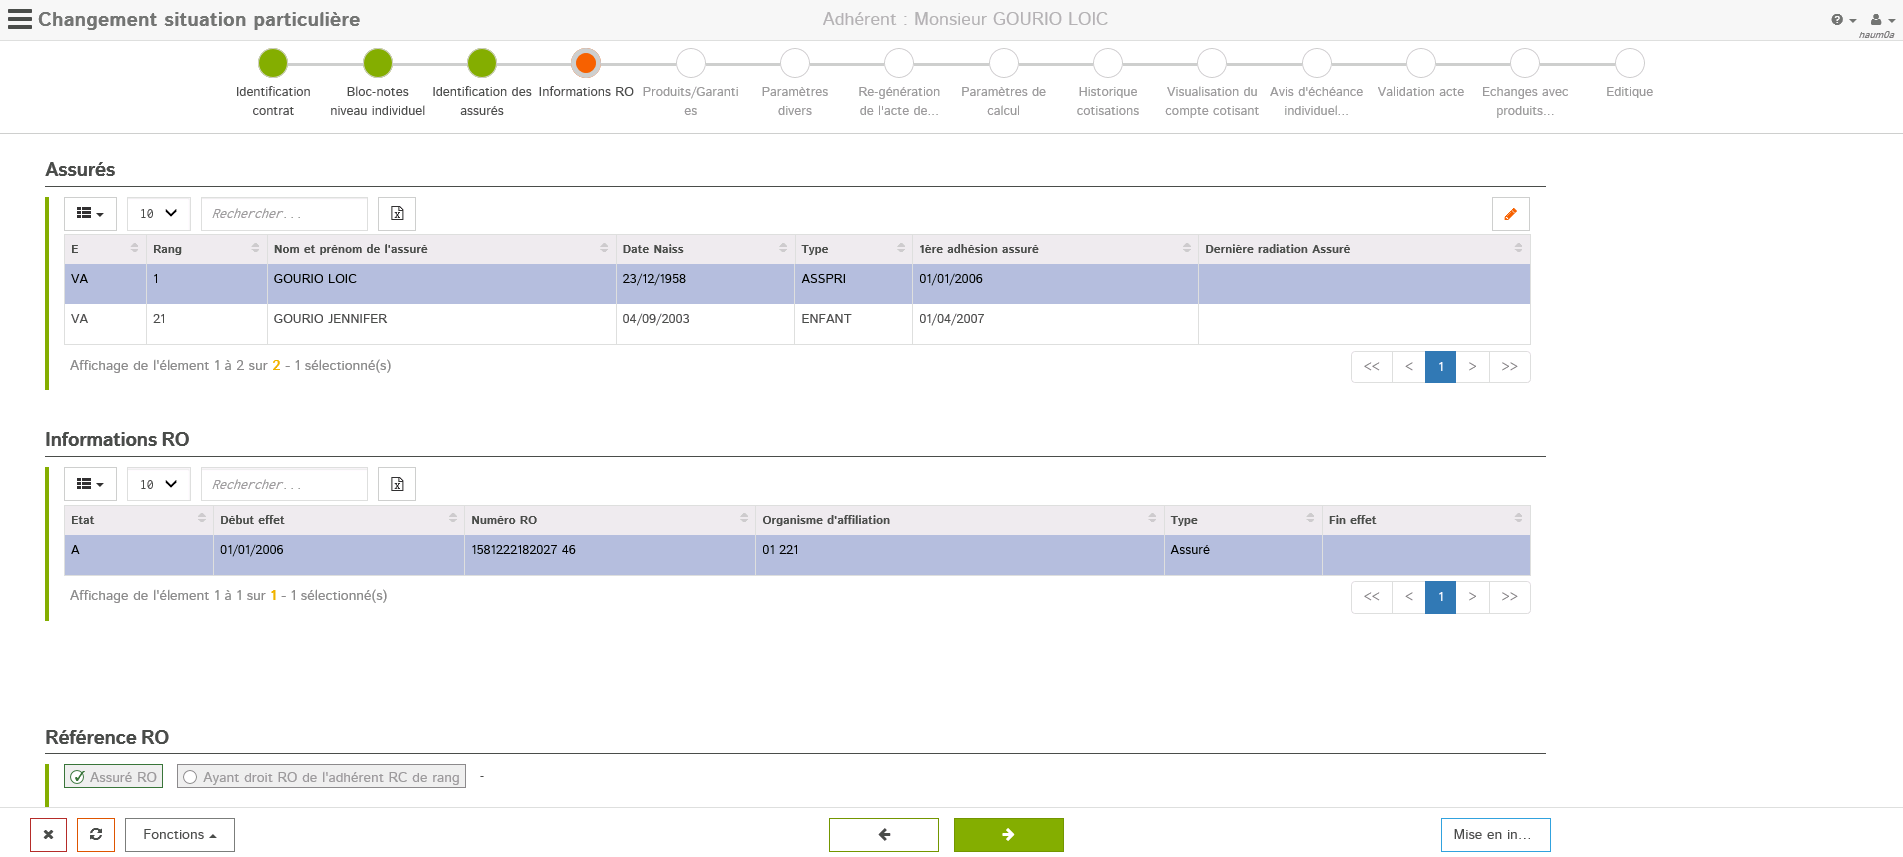 Changement situation particulière
Adhérent : Monsieur GOURIO LOIC
haum0a
Identification contrat
Bloc-notes niveau individuel
Identification des assurés
Informations RO
Produits/Garanti es
Paramètres divers
Re-génération de l'acte de...
Paramètres de calcul
Historique cotisations
Visualisation du compte cotisant
Avis d'échéance individuel...
Validation acte
Echanges avec produits...
Editique
Assurés
10 Rechercher...
E Rang Nom et prénom de l'assuré Date Naiss Type 1ère adhésion assuré Dernière radiation Assuré
VA 1 GOURIO LOIC 23/12/1958 ASSPRI 01/01/2006
VA 21 GOURIO JENNIFER 04/09/2003 ENFANT 01/04/2007
Affichage de l'élement 1 à 2 sur 2 - 1 sélectionné(s) << < 1 > >>
Informations RO
10 Rechercher...
Etat Début effet Numéro RO Organisme d'affiliation Type Fin effet
A 01/01/2006 1581222182027 46 01 221 Assuré
Affichage de l'élement 1 à 1 sur 1 - 1 sélectionné(s) << < 1 > >>
Référence RO
Assuré RO Ayant droit RO de l'adhérent RC de rang -
Fonctions Mise en in...